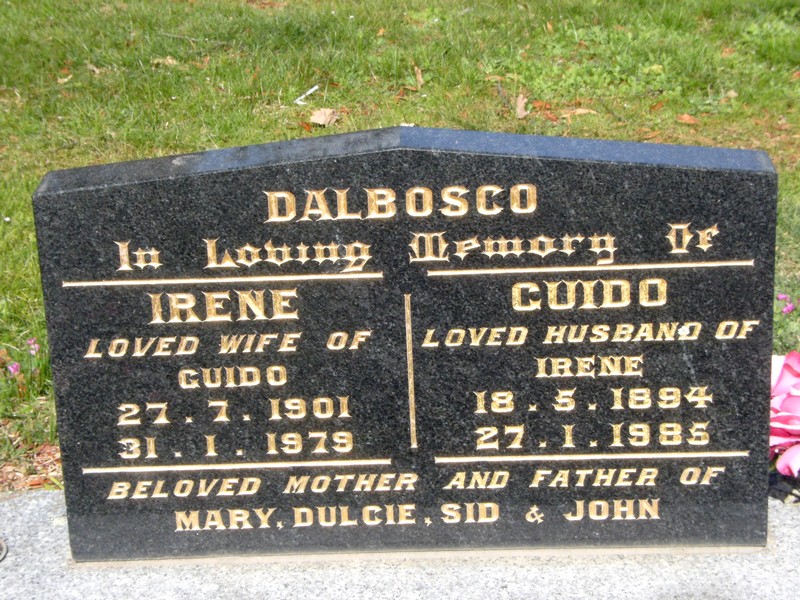 DALBOSCO
In Loving Memory Of
IRENE
LOVED WIFE OF
GUIDO
27.7.1901
31.1.1979
GUIDO
LOVED HUSBAND OF
IRENE
18.5.1894
27.1.1985
BELOVED MOTHER AND FATHER OF
MARY, DULCIE, SID & JOHN